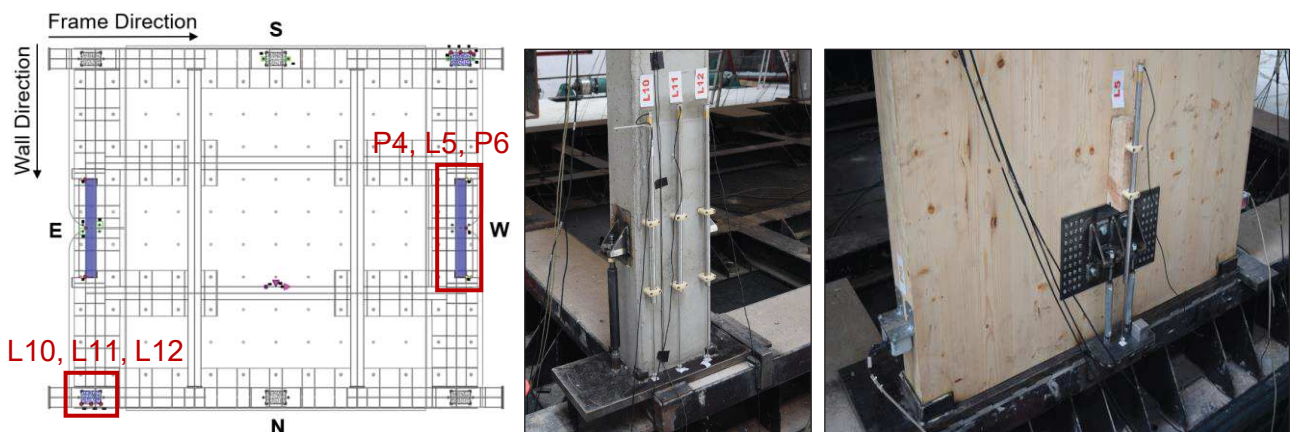 Frame Direction
Wall Direction
S
P4, L5, P6
E
W
L10, L11, L12
N
L10
L11
L12
L5